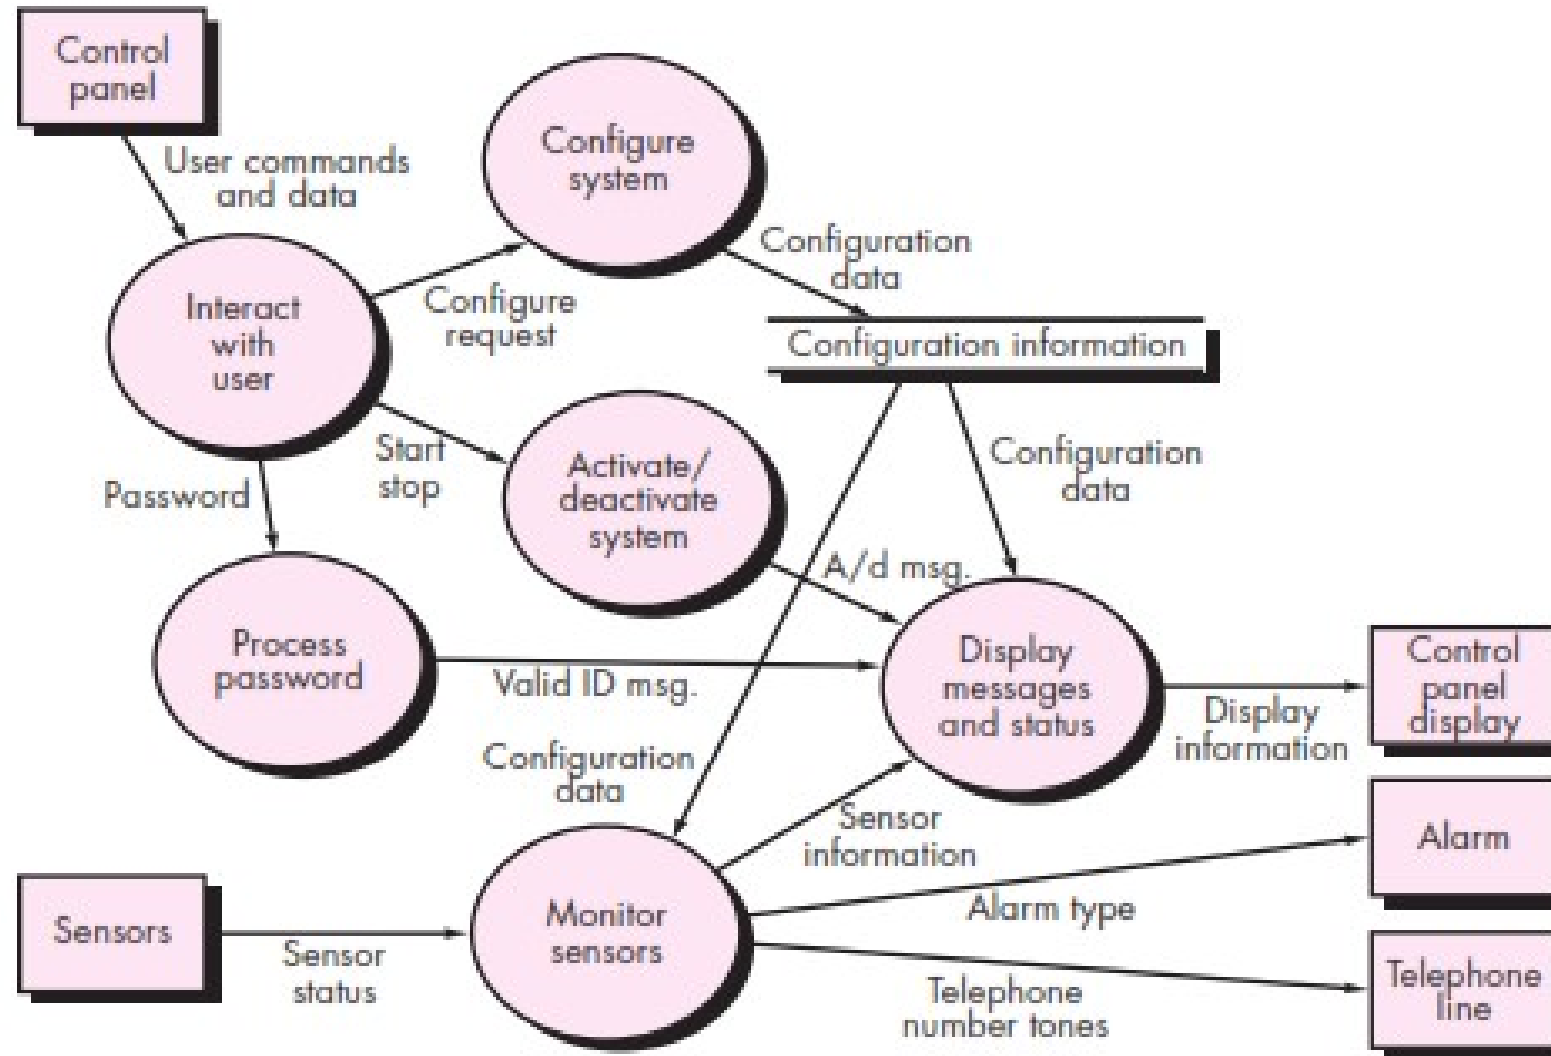 Control
panel
User commands
and data
Configure
system
Configuration
data
Interact
with
user
Configure
request
Configuration information
Start
stop
Activate/
deactivate
system
Configuration
data
Password
A/d msg.
Process
password
Valid ID msg.
Display
messages
and status
Control
panel
display
Display
information
Configuration
data
Sensor
information
Alarm
Alarm type
Sensors
Sensor
status
Monitor
sensors
Telephone
number tones
Telephone
line